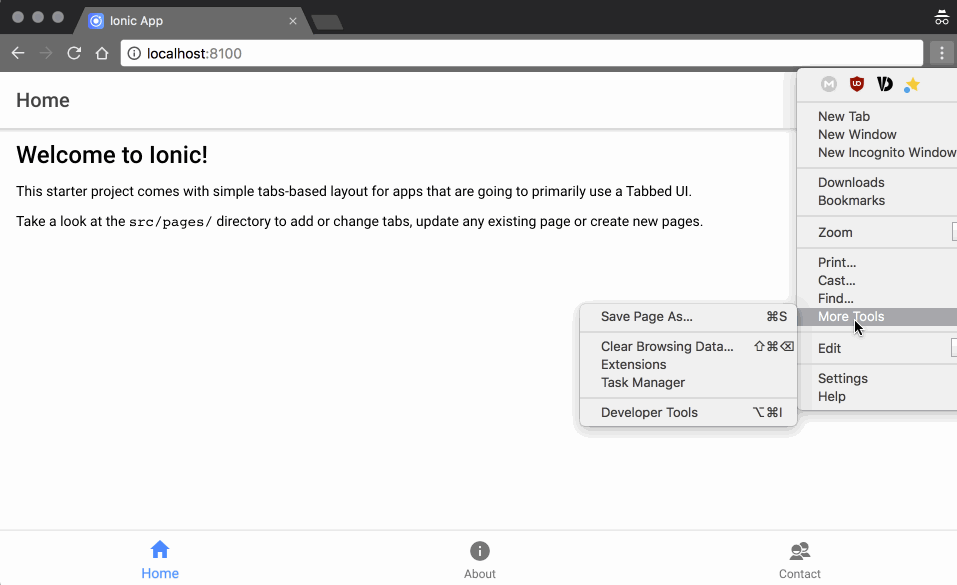 Ionic App
localhost:8100
Home
Welcome to Ionic!
This starter project comes with simple tabs-based layout for apps that are going to primarily use a Tabbed UI.
Take a look at the src/pages/ directory to add or change tabs, update any existing page or create new pages.
New Tab
New Window
New Incognito Window
Downloads
Bookmarks
Zoom
Print...
Cast...
Find...
More Tools
Edit
Settings
Help
Save Page As... ⌘S
Clear Browsing Data... ⇧⌘⌫
Extensions
Task Manager
Developer Tools ⌥⌘I
Home
About
Contact